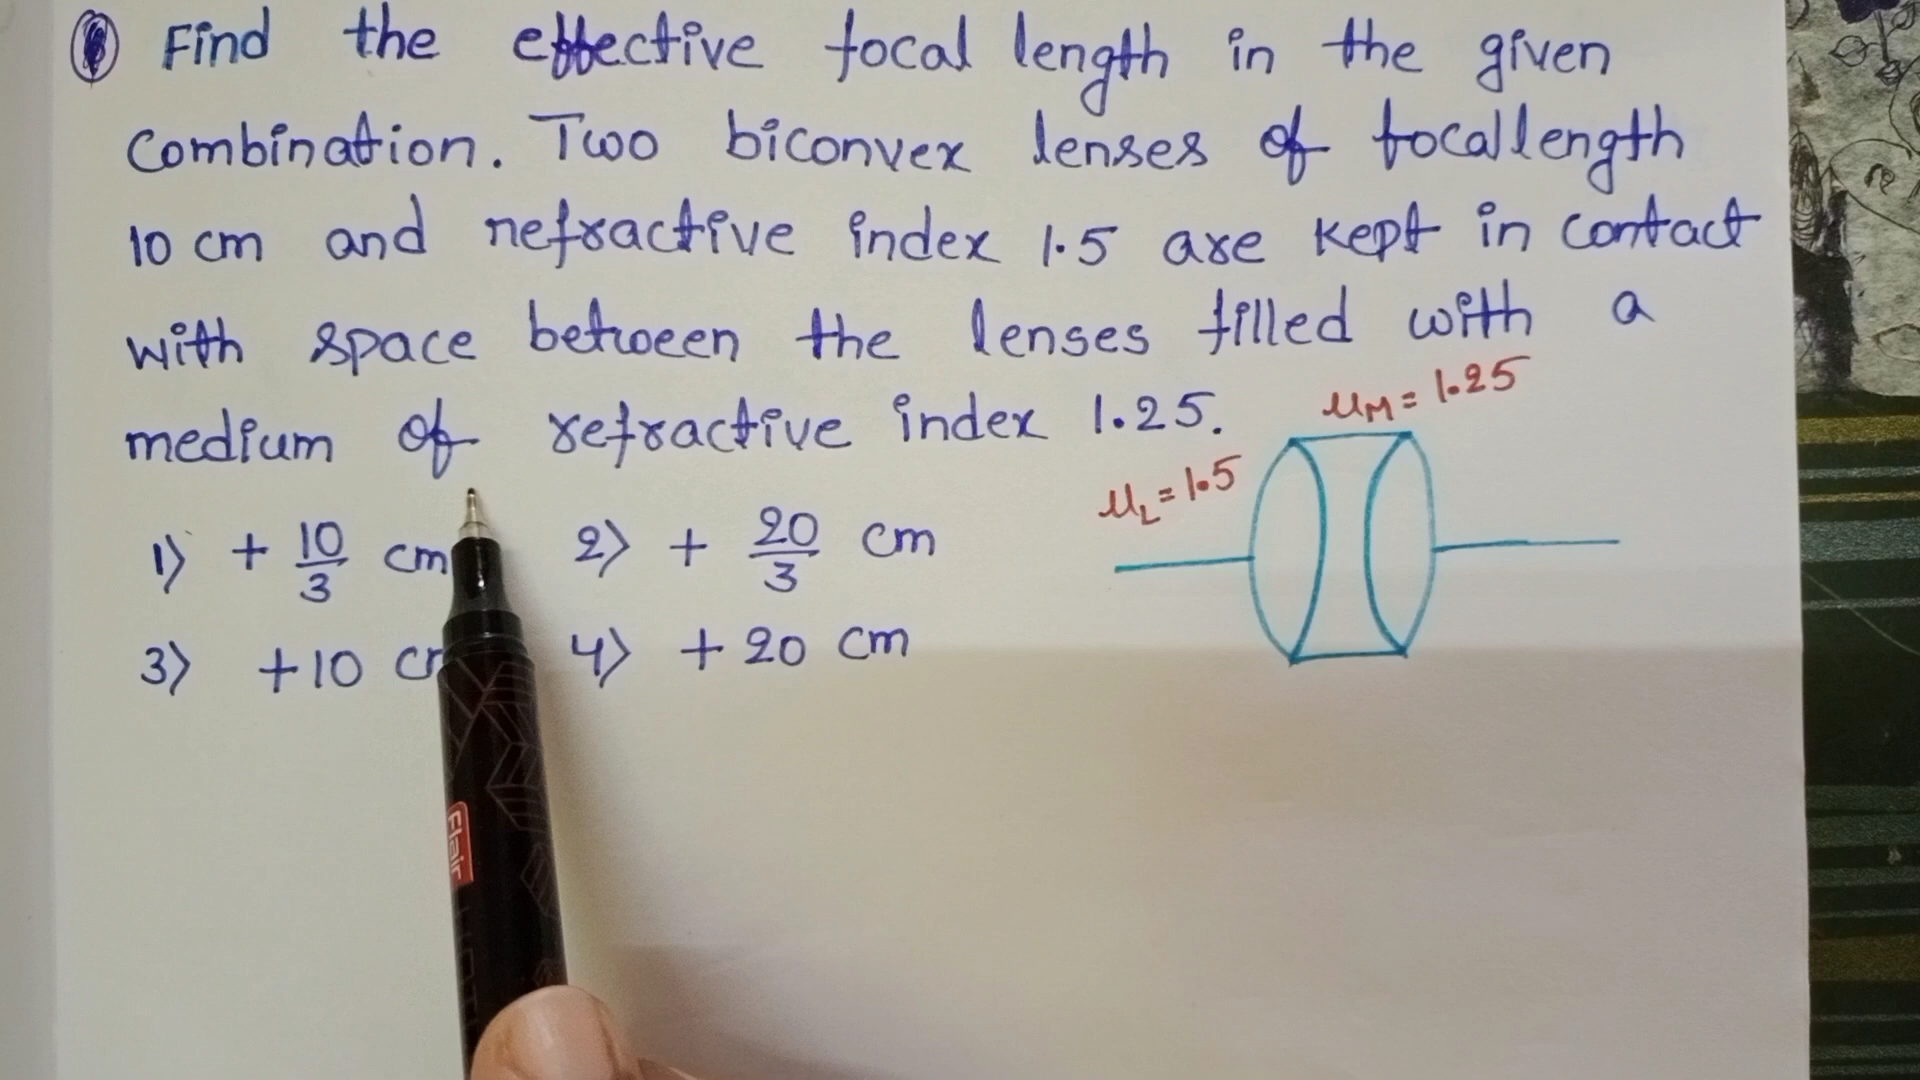 Find the effective focal length in the given
combination. Two biconvex lenses of focallength
10 cm and refractive index 1.5 are kept in contact
with space between the lenses filled with a
medium of refractive index 1.25.
μM = 1.25
μL = 1.5
1) + 10/3 cm 2) + 20/3 cm
3) +10 cm 4) + 20 cm
Flair